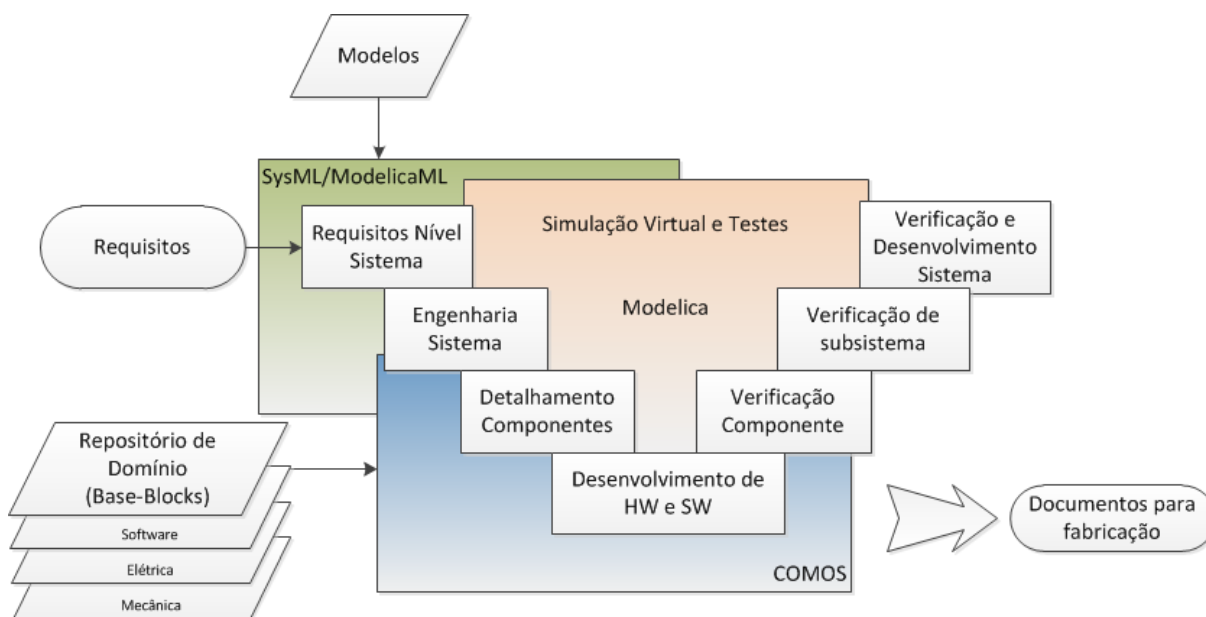 Modelos
SysML/ModelicaML
Requisitos
Requisitos Nível
Sistema
Simulação Virtual e Testes
Verificação e
Desenvolvimento
Sistema
Engenharia
Sistema
Modelica
Verificação de
subsistema
Detalhamento
Componentes
Verificação
Componente
Repositório de
Domínio
(Base-Blocks)
Software
Elétrica
Mecânica
Desenvolvimento de
HW e SW
COMOS
Documentos para
fabricação